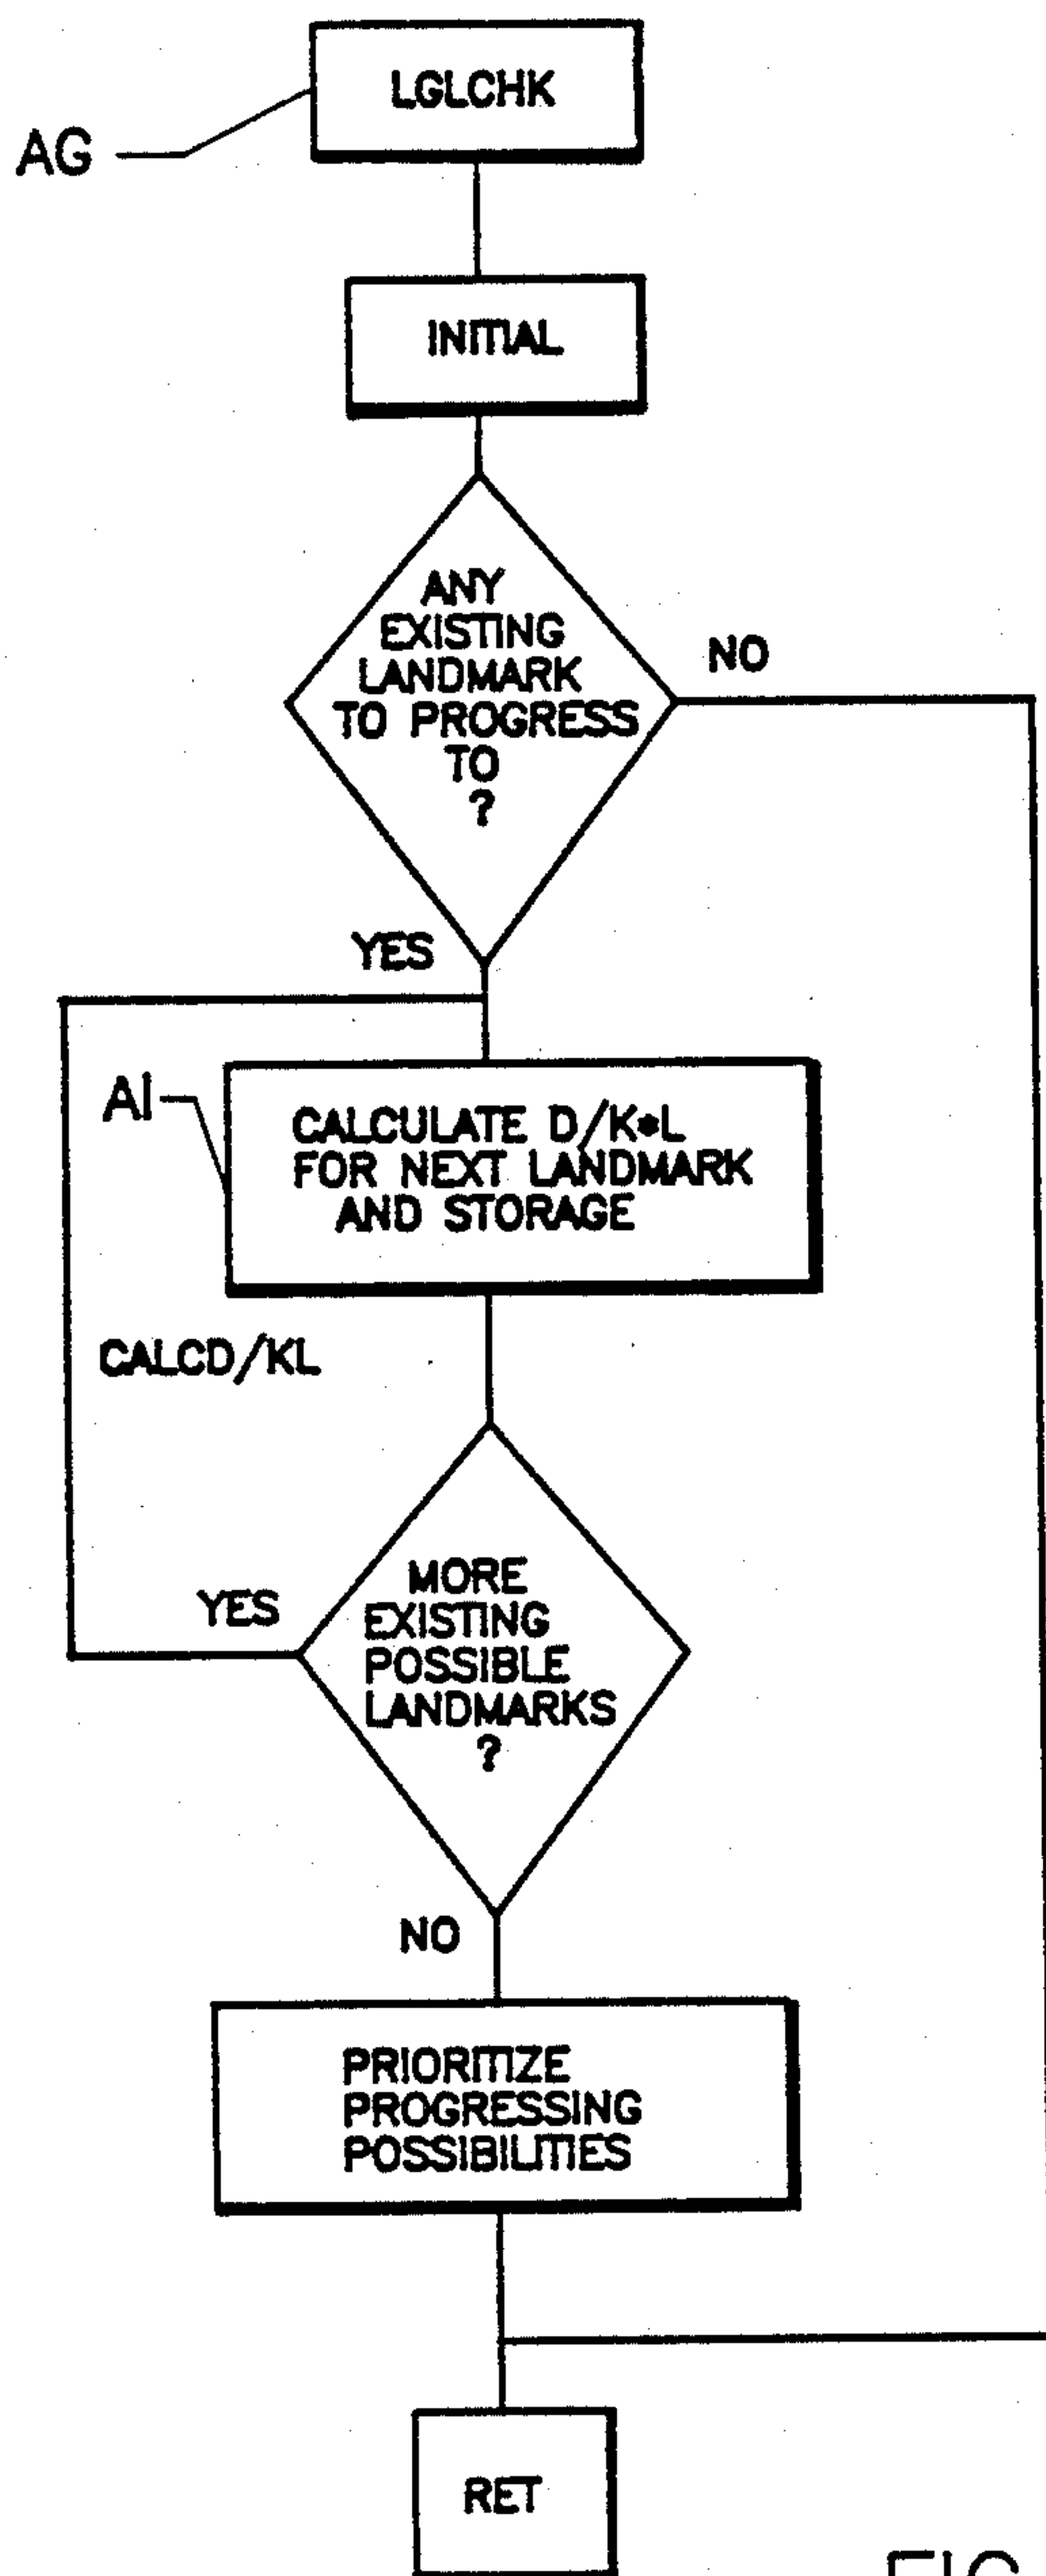 LGLCHK
AG
INITIAL
ANY
EXISTING
LANDMARK
TO PROGRESS
TO
?
NO
YES
AI
CALCULATE D/K*L
FOR NEXT LANDMARK
AND STORAGE
CALCD/KL
MORE
EXISTING
POSSIBLE
LANDMARKS
?
YES
NO
PRIORITIZE
PROGRESSING
POSSIBILITIES
RET
FIG